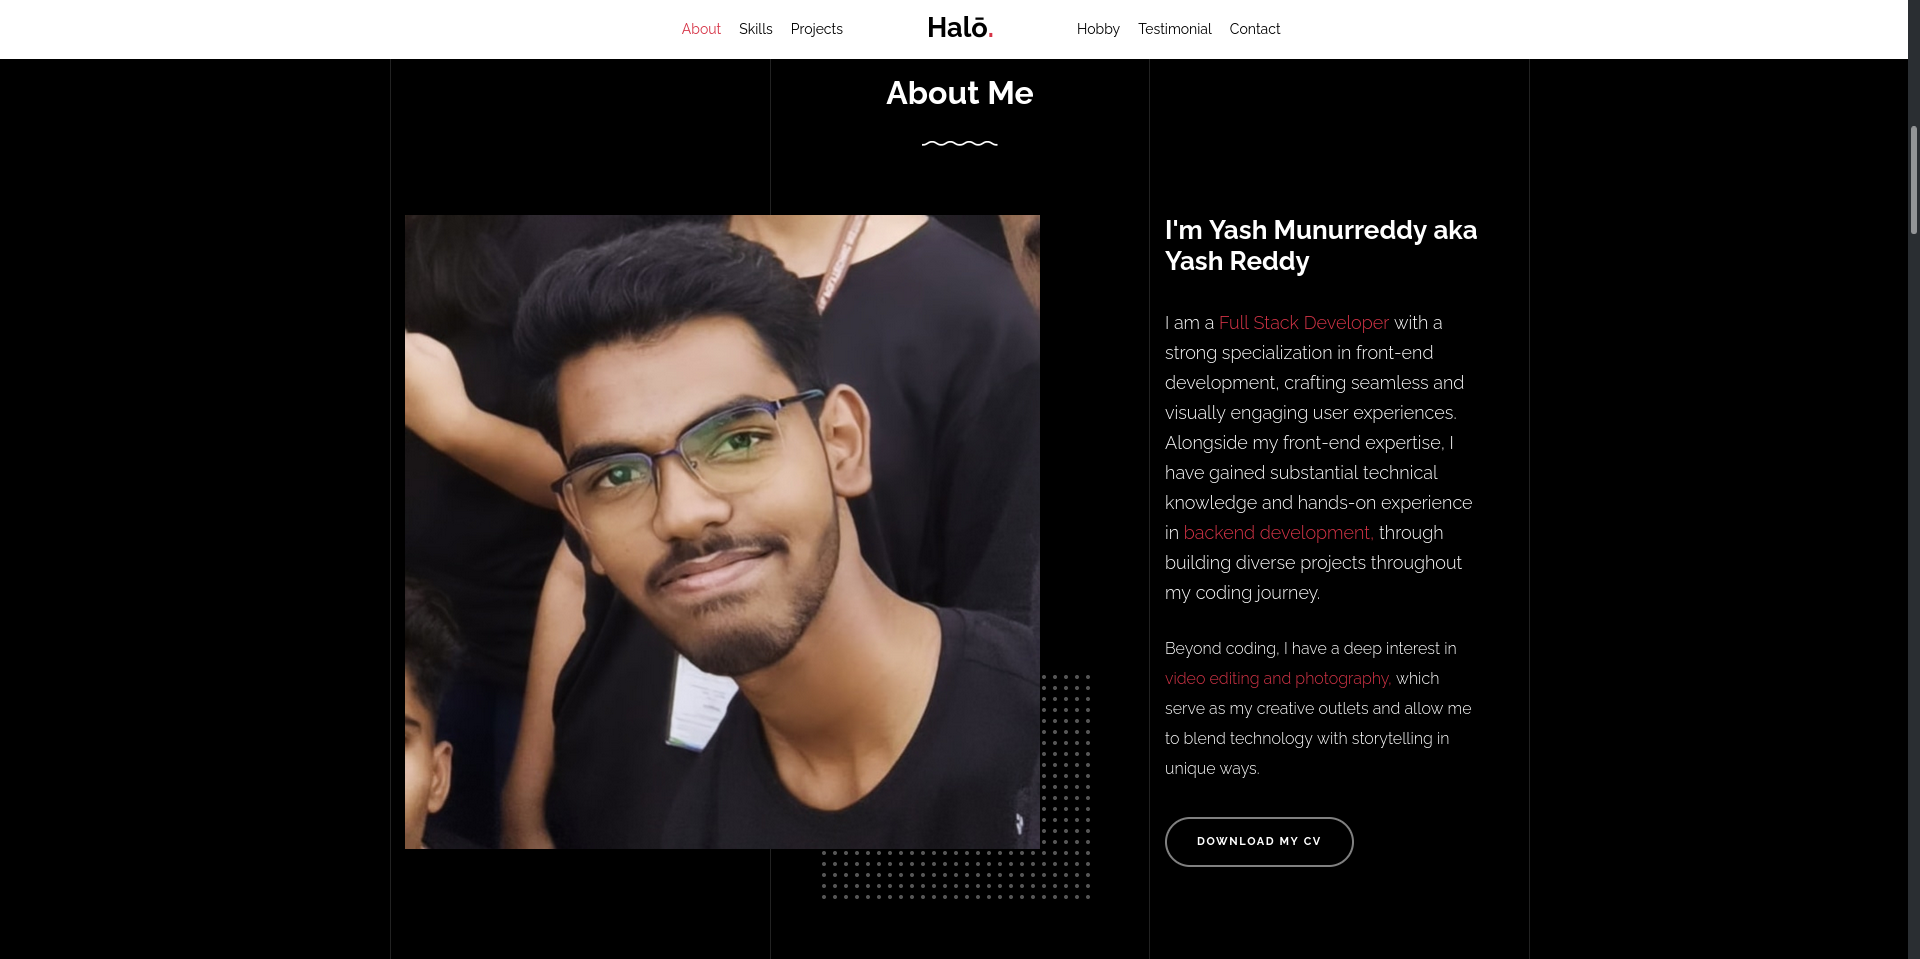 About Skills Projects Halō. Hobby Testimonial Contact
About Me
I'm Yash Munurreddy aka
Yash Reddy
I am a Full Stack Developer with a
strong specialization in front-end
development, crafting seamless and
visually engaging user experiences.
Alongside my front-end expertise, I
have gained substantial technical
knowledge and hands-on experience
in backend development, through
building diverse projects throughout
my coding journey.
Beyond coding, I have a deep interest in
video editing and photography, which
serve as my creative outlets and allow me
to blend technology with storytelling in
unique ways.
DOWNLOAD MY CV